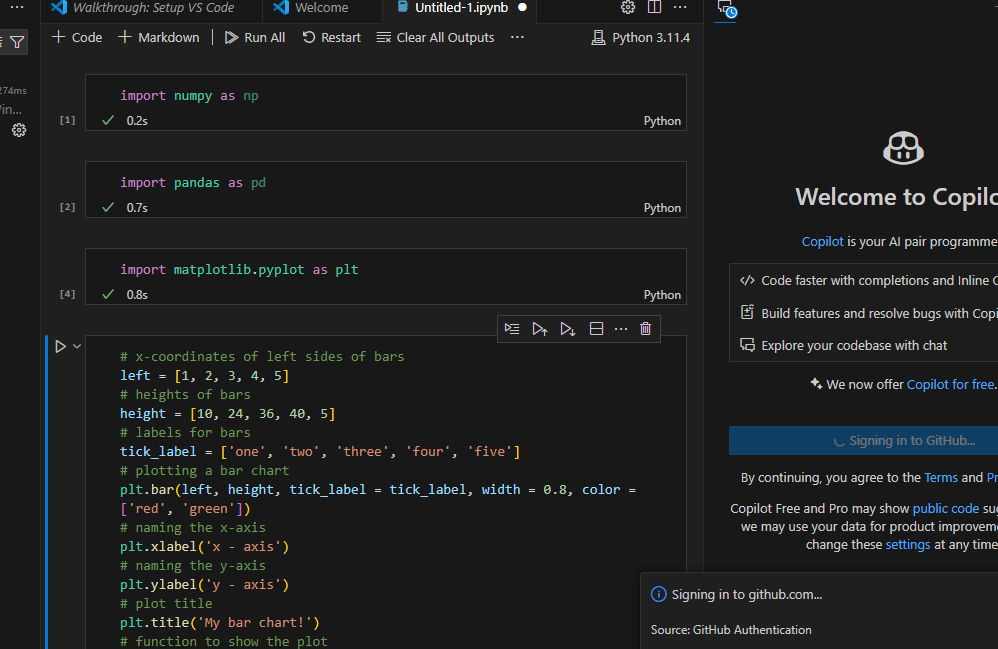 Walkthrough: Setup VS Code
Welcome
Untitled-1.ipynb
Code
Markdown
Run All
Restart
Clear All Outputs
Python 3.11.4
274ms
import numpy as np
[1]
0.2s
Python
import pandas as pd
[2]
0.7s
Python
import matplotlib.pyplot as plt
[4]
0.8s
Python
# x-coordinates of left sides of bars
left = [1, 2, 3, 4, 5]
# heights of bars
height = [10, 24, 36, 40, 5]
# labels for bars
tick_label = ['one', 'two', 'three', 'four', 'five']
# plotting a bar chart
plt.bar(left, height, tick_label = tick_label, width = 0.8, color =
['red', 'green'])
# naming the x-axis
plt.xlabel('x - axis')
# naming the y-axis
plt.ylabel('y - axis')
# plot title
plt.title('My bar chart!')
# function to show the plot
Welcome to Copilo
Copilot is your AI pair programme
Code faster with completions and Inline C
Build features and resolve bugs with Copi
Explore your codebase with chat
We now offer Copilot for free.
Signing in to GitHub...
By continuing, you agree to the Terms and Pr
Copilot Free and Pro may show public code su
we may use your data for product improveme
change these settings at any time
Signing in to github.com...
Source: GitHub Authentication